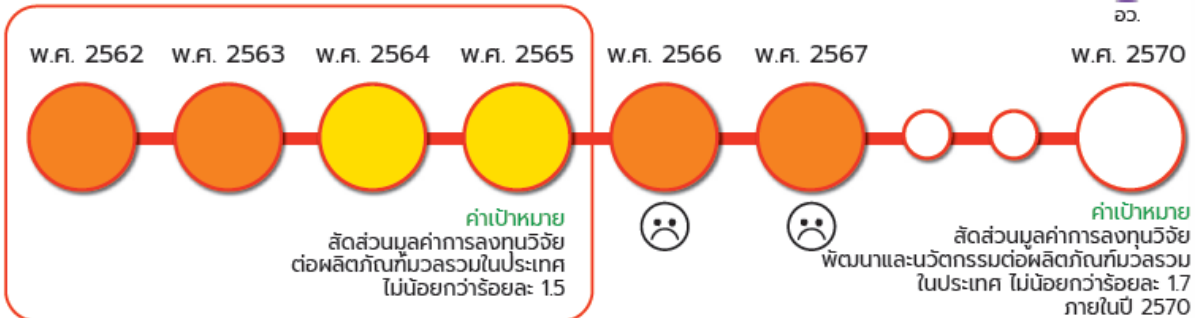 อว.
พ.ศ. 2562 พ.ศ. 2563 พ.ศ. 2564 พ.ศ. 2565 พ.ศ. 2566 พ.ศ. 2567 พ.ศ. 2570
ค่าเป้าหมาย
สัดส่วนมูลค่าการลงทุนวิจัย
ต่อผลิตภัณฑ์มวลรวมในประเทศ
ไม่น้อยกว่าร้อยละ 1.5
ค่าเป้าหมาย
สัดส่วนมูลค่าการลงทุนวิจัย
พัฒนาและนวัตกรรมต่อผลิตภัณฑ์มวลรวม
ในประเทศ ไม่น้อยกว่าร้อยละ 1.7
ภายในปี 2570